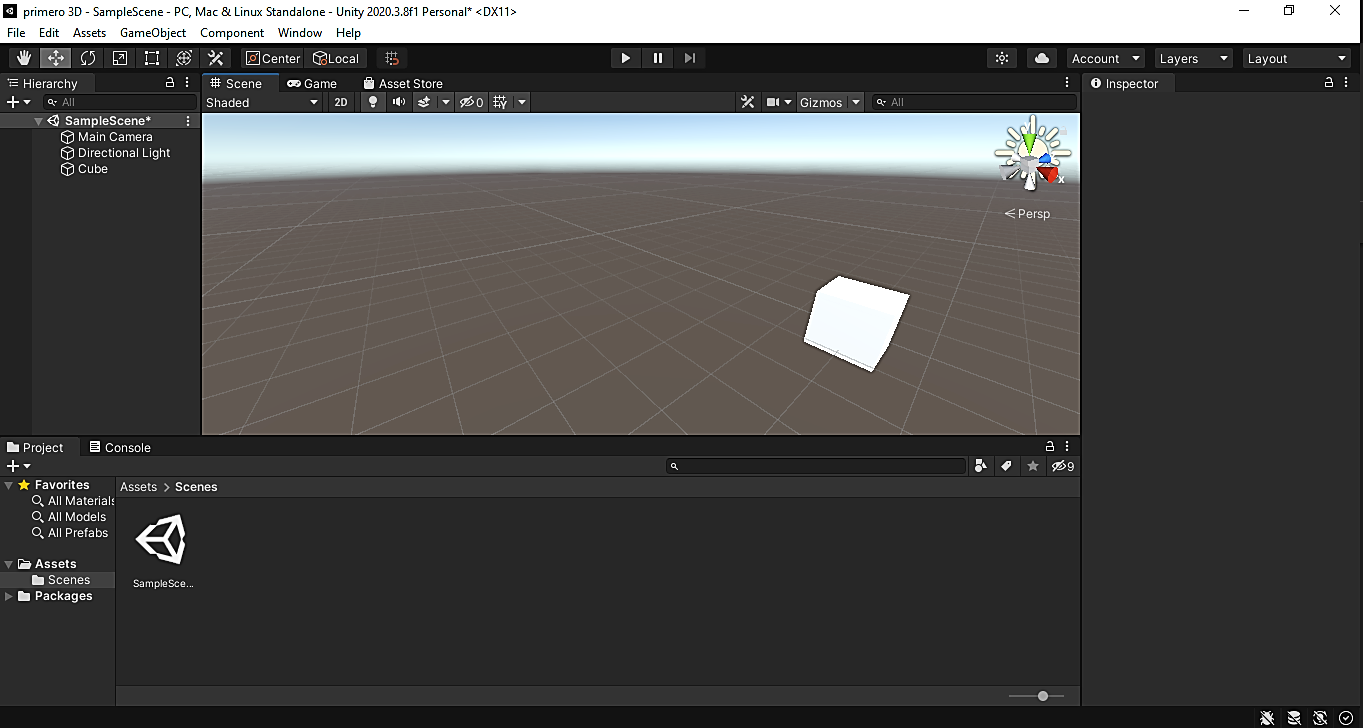 primero 3D - SampleScene - PC, Mac & Linux Standalone - Unity 2020.3.8f1 Personal* <DX11>
File Edit Assets GameObject Component Window Help
Center Local Account Layers Layout
Hierarchy
All
SampleScene*
Main Camera
Directional Light
Cube
Scene Game Asset Store
Shaded 2D 0 Gizmos All
x
Persp
Inspector
Project Console
9
Favorites
All Materials
All Models
All Prefabs
Assets
Scenes
Packages
Assets > Scenes
SampleSce...